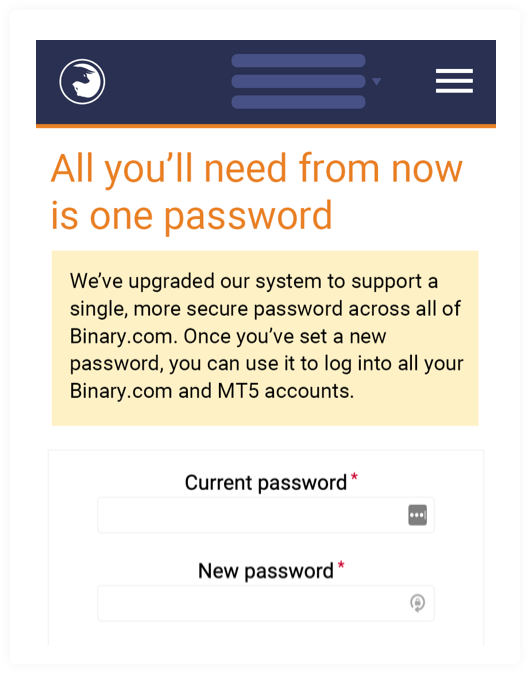 All you’ll need from now
is one password
We’ve upgraded our system to support a
single, more secure password across all of
Binary.com. Once you’ve set a new
password, you can use it to log into all your
Binary.com and MT5 accounts.
Current password *
New password *